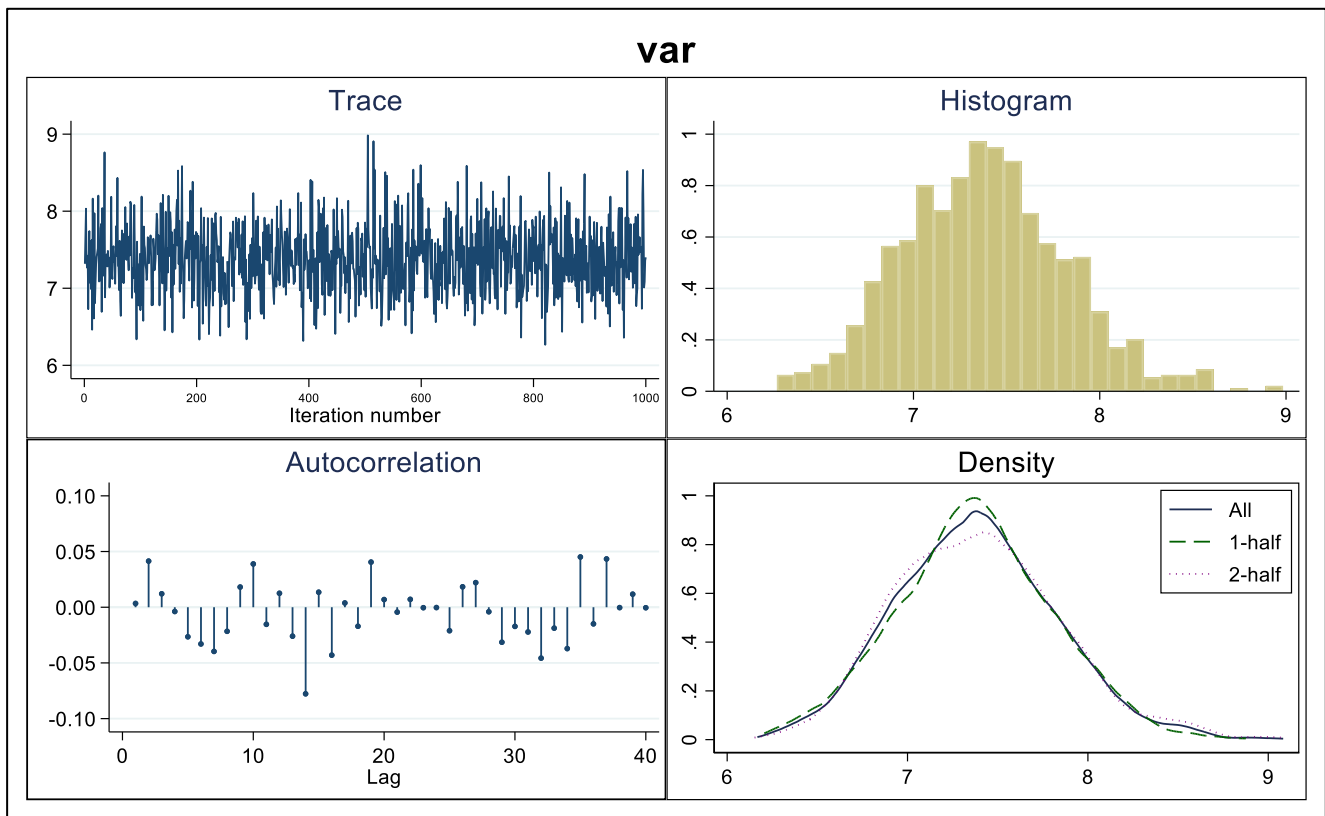 var
Trace
9
8
7
6
0 200 400 600 800 1000
Iteration number
Histogram
1
.8
.6
.4
.2
0
6 7 8 9
Autocorrelation
0.10
0.05
0.00
-0.05
-0.10
0 10 20 30 40
Lag
Density
All
1-half
2-half
1
.8
.6
.4
.2
0
6 7 8 9